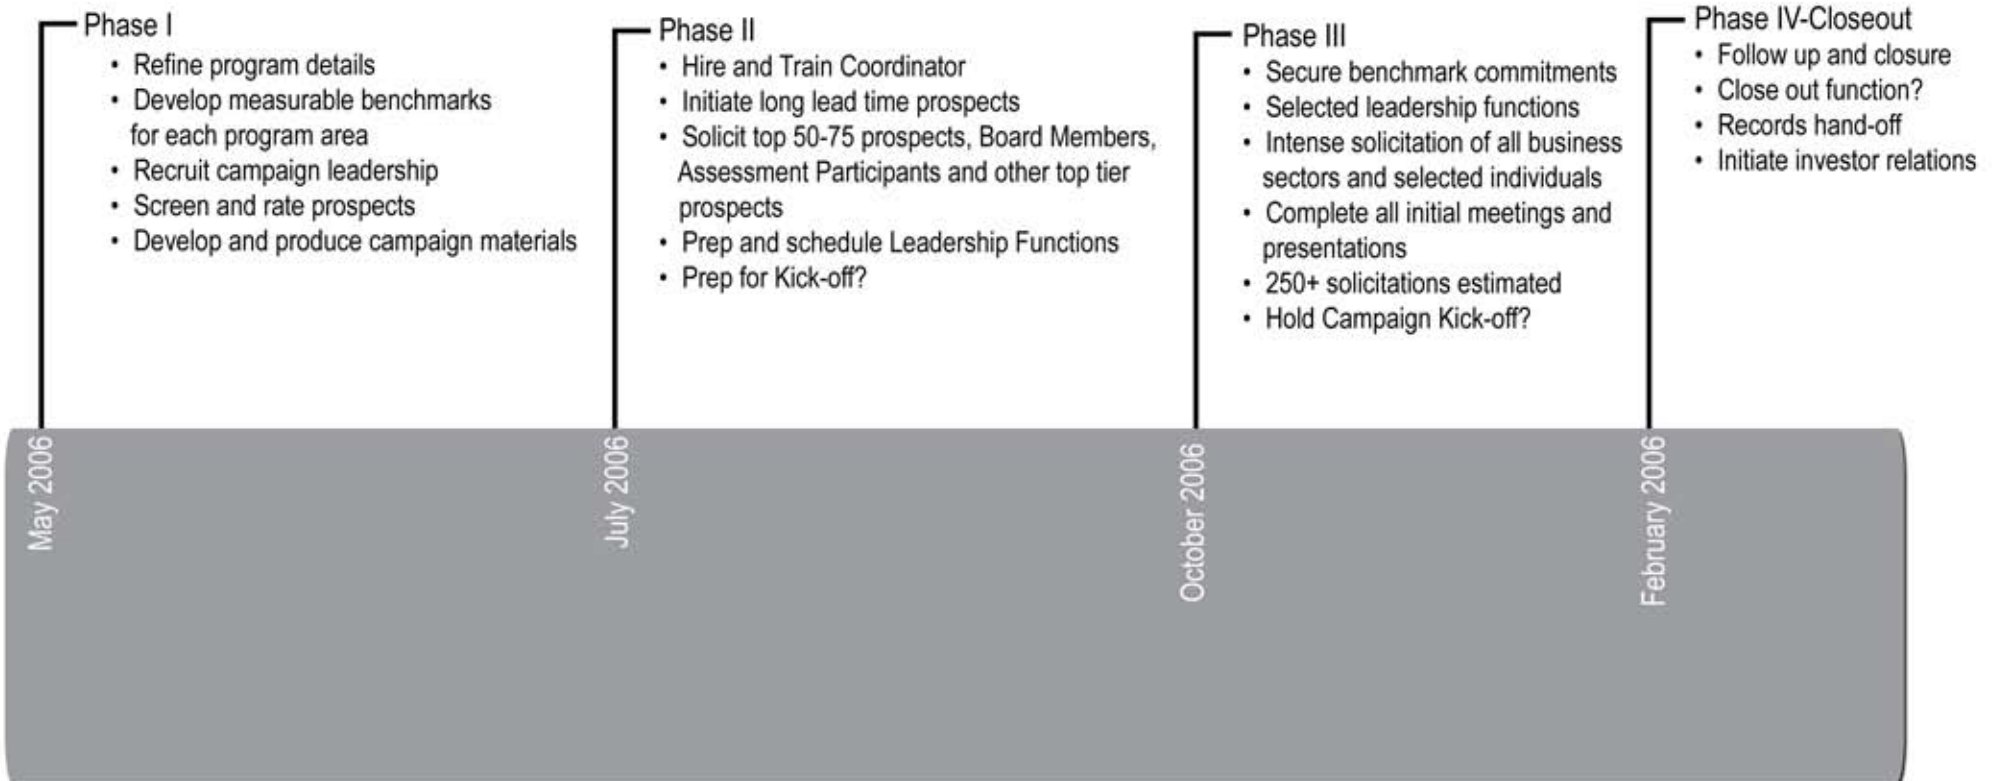 Phase I
• Refine program details
• Develop measurable benchmarks
for each program area
• Recruit campaign leadership
• Screen and rate prospects
• Develop and produce campaign materials
Phase II
• Hire and Train Coordinator
• Initiate long lead time prospects
• Solicit top 50-75 prospects, Board Members,
Assessment Participants and other top tier
prospects
• Prep and schedule Leadership Functions
• Prep for Kick-off?
Phase III
• Secure benchmark commitments
• Selected leadership functions
• Intense solicitation of all business
sectors and selected individuals
• Complete all initial meetings and
presentations
• 250+ solicitations estimated
• Hold Campaign Kick-off?
Phase IV-Closeout
• Follow up and closure
• Close out function?
• Records hand-off
• Initiate investor relations
May 2006
July 2006
October 2006
February 2006